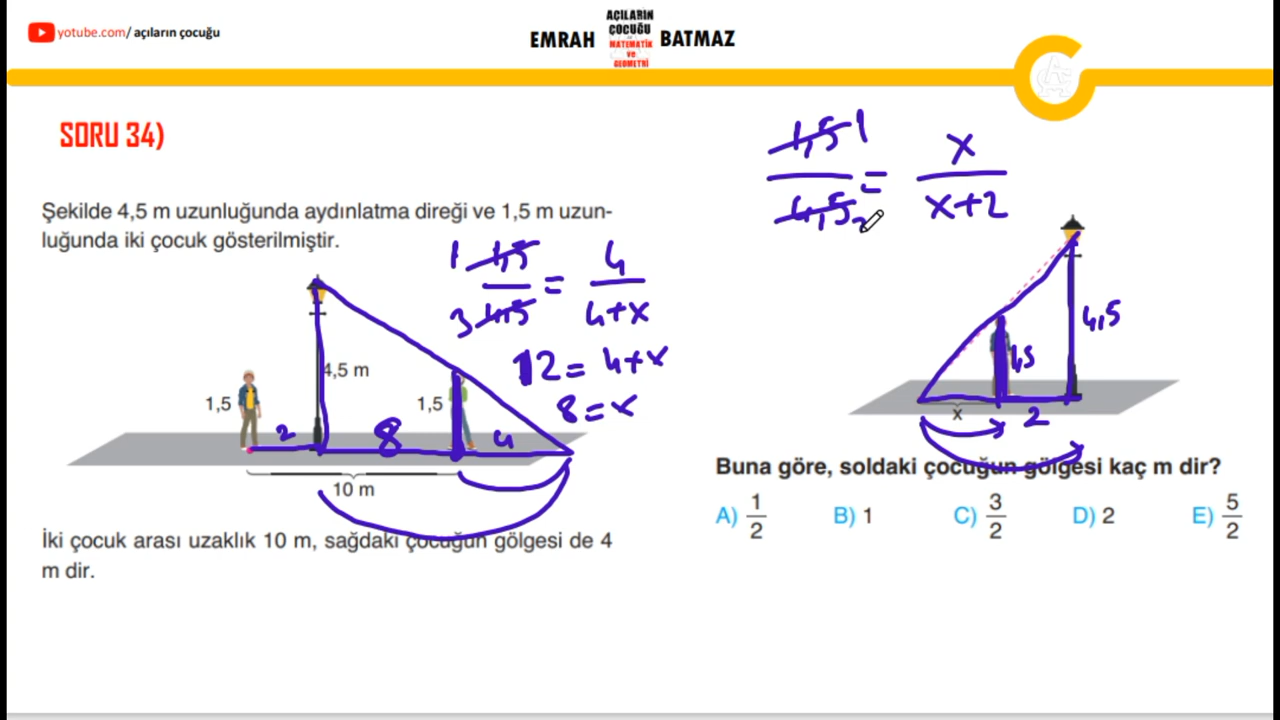 yotube.com/ açıların çocuğu
EMRAH
AÇILARIN
ÇOCUĞU
MATEMATİK
ve
GEOMETRİ
BATMAZ
SORU 34)
Şekilde 4,5 m uzunluğunda aydınlatma direği ve 1,5 m uzun-
luğunda iki çocuk gösterilmiştir.
1 1,5 = 4
3 4,5 4+x
12 = 4+x
8 = x
4,5 m
1,5
1,5
2
8
4
10 m
İki çocuk arası uzaklık 10 m, sağdaki çocuğun gölgesi de 4
m dir.
1,5 1 = x
4,5 x+2
4,5
1,5
x
2
Buna göre, soldaki çocuğun gölgesi kaç m dir?
A) 1/2 B) 1 C) 3/2 D) 2 E) 5/2